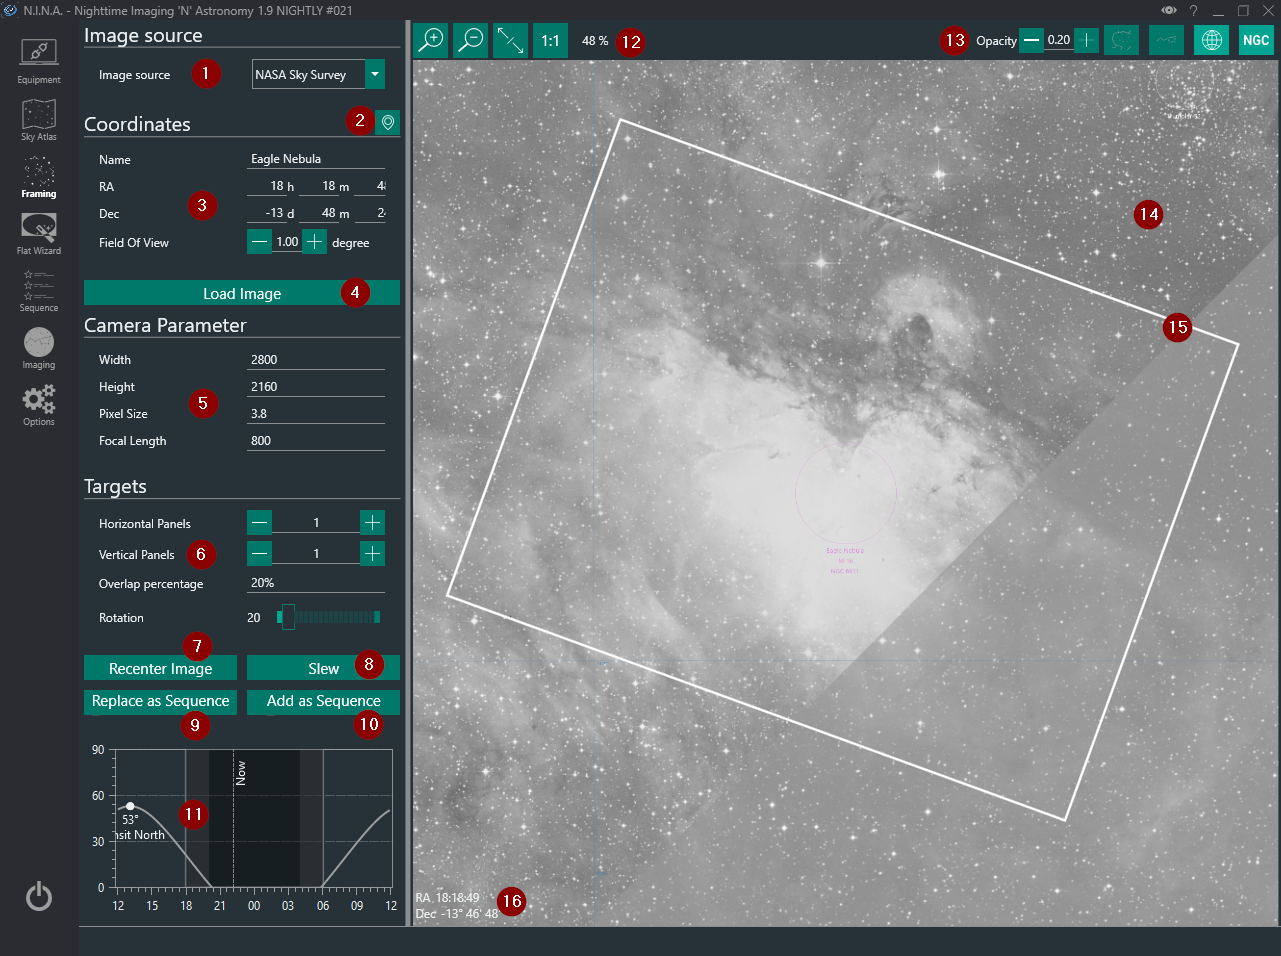 N.I.N.A. - Nighttime Imaging 'N' Astronomy 1.9 NIGHTLY #021
?
Equipment
Sky Atlas
Framing
Flat Wizard
Sequence
Imaging
Options
Image source
Image source
1
NASA Sky Survey
Coordinates
2
Name
Eagle Nebula
RA
18 h
18 m
Dec
-13 d
48 m
3
Field Of View
1.00
degree
Load Image
4
Camera Parameter
Width
2800
Height
2160
5
Pixel Size
3.8
Focal Length
800
Targets
Horizontal Panels
1
Vertical Panels
6
1
Overlap percentage
20%
Rotation
20
7
Recenter Image
Slew
8
Replace as Sequence
Add as Sequence
9
10
90
60
30
0
Now
11
53°
nsit North
12 15 18 21 00 03 06 09 12
1:1
48 %
12
13
Opacity
0.20
NGC
14
15
Eagle Nebula
M 16
NGC 6611
RA 18:18:49
Dec -13° 46' 48"
16